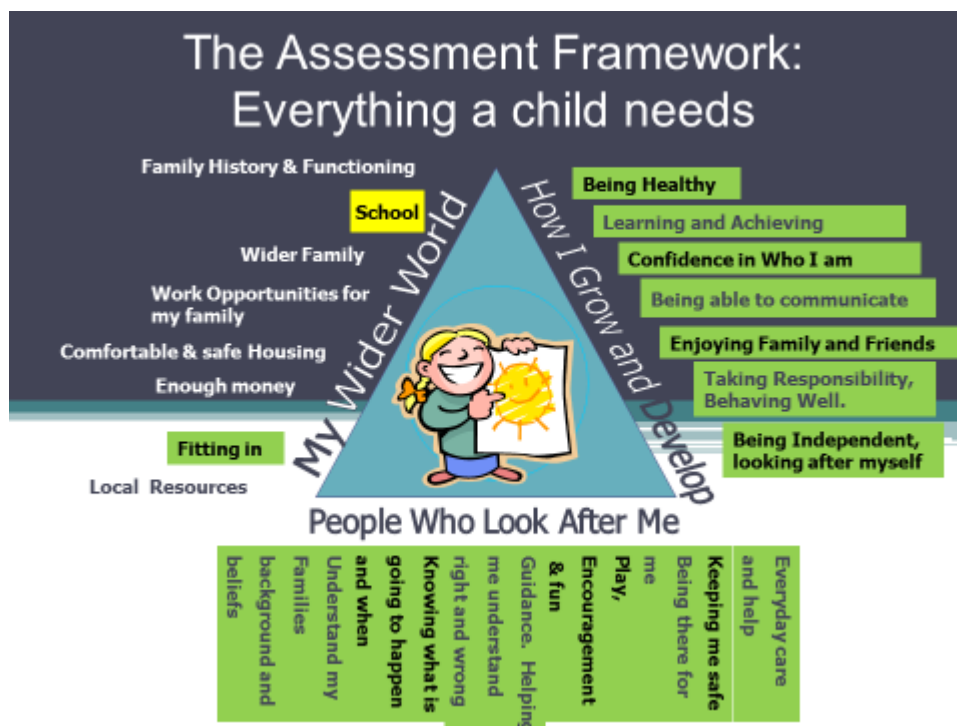 The Assessment Framework:
Everything a child needs
Family History & Functioning
School
Wider Family
Work Opportunities for
my family
Comfortable & safe Housing
Enough money
Fitting in
Local Resources
My Wider World
How I Grow and Develop
Being Healthy
Learning and Achieving
Confidence in Who I am
Being able to communicate
Enjoying Family and Friends
Taking Responsibility,
Behaving Well.
Being Independent,
looking after myself
People Who Look After Me
Everyday care
and help
Keeping me safe
Being there for
me
Play,
Encouragement
& fun
Guidance. Helping
me understand
right and wrong
Knowing what is
going to happen
and when
Understand my
Families
background and
beliefs